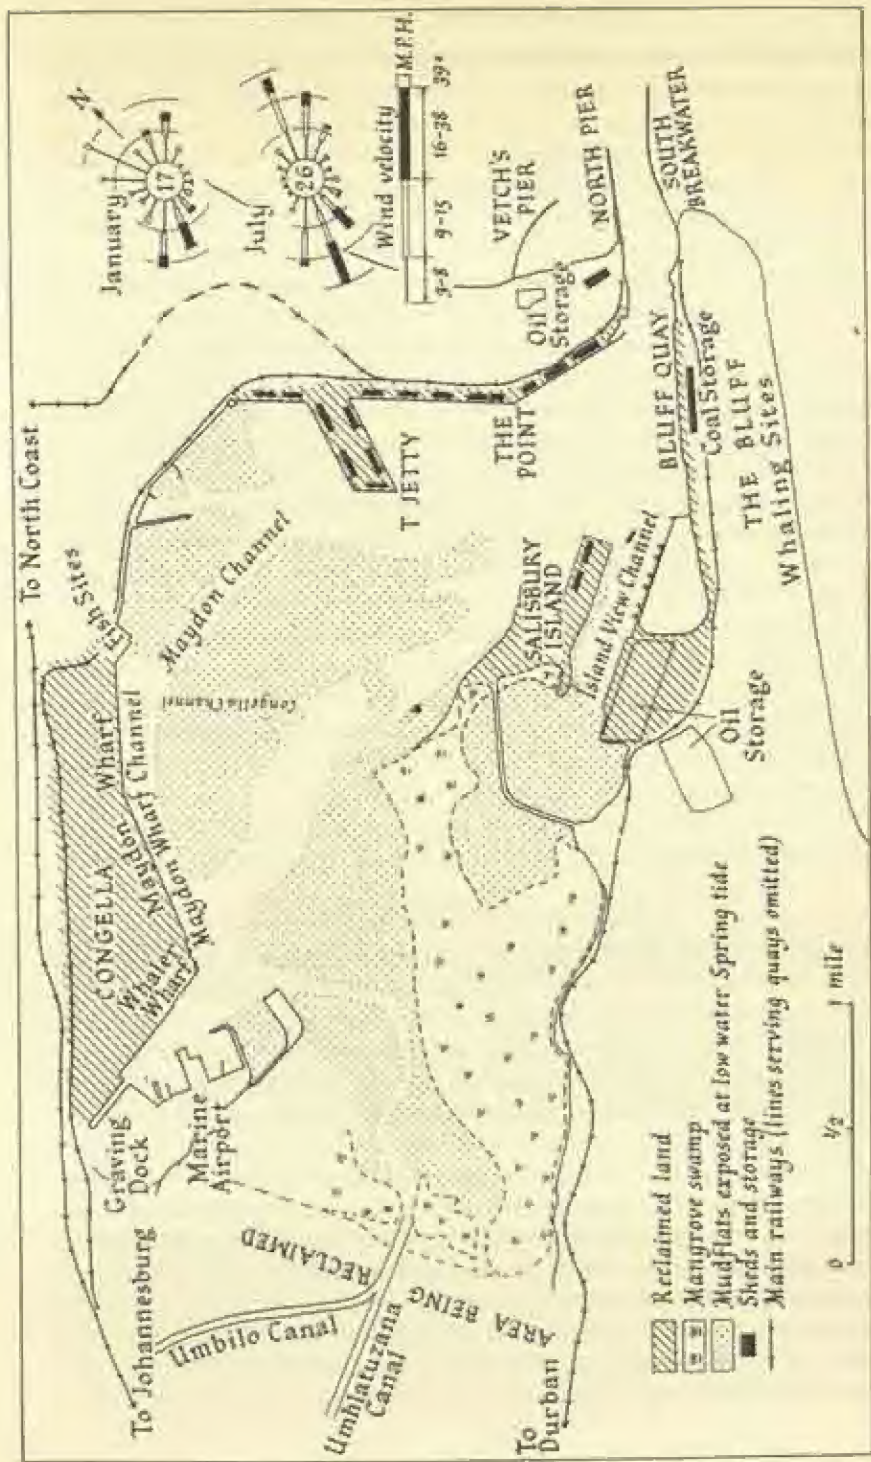 To Johannesburg
To North Coast
January
N
17
July
26
Wind velocity
3-8
9-15
16-38
39+
M.P.H.
Fish Sites
CONGELLA
Whaler
Wharf
Maydon
Wharf
Maydon Wharf Channel
Maydon Channel
Congella Channel
Graving
Dock
Marine
Airport
Umbilo Canal
RECLAIMED
AREA BEING
Umhlatuzana
Canal
To
Durban
T JETTY
THE
POINT
Oil
Storage
VETCH'S
PIER
NORTH PIER
SOUTH
BREAKWATER
SALISBURY
ISLAND
Island View Channel
BLUFF QUAY
Coal Storage
THE BLUFF
Whaling Sites
Oil
Storage
Reclaimed land
Mangrove swamp
Mudflats exposed at low water Spring tide
Sheds and storage
Main railways (lines serving quays omitted)
0
1/2
1 mile